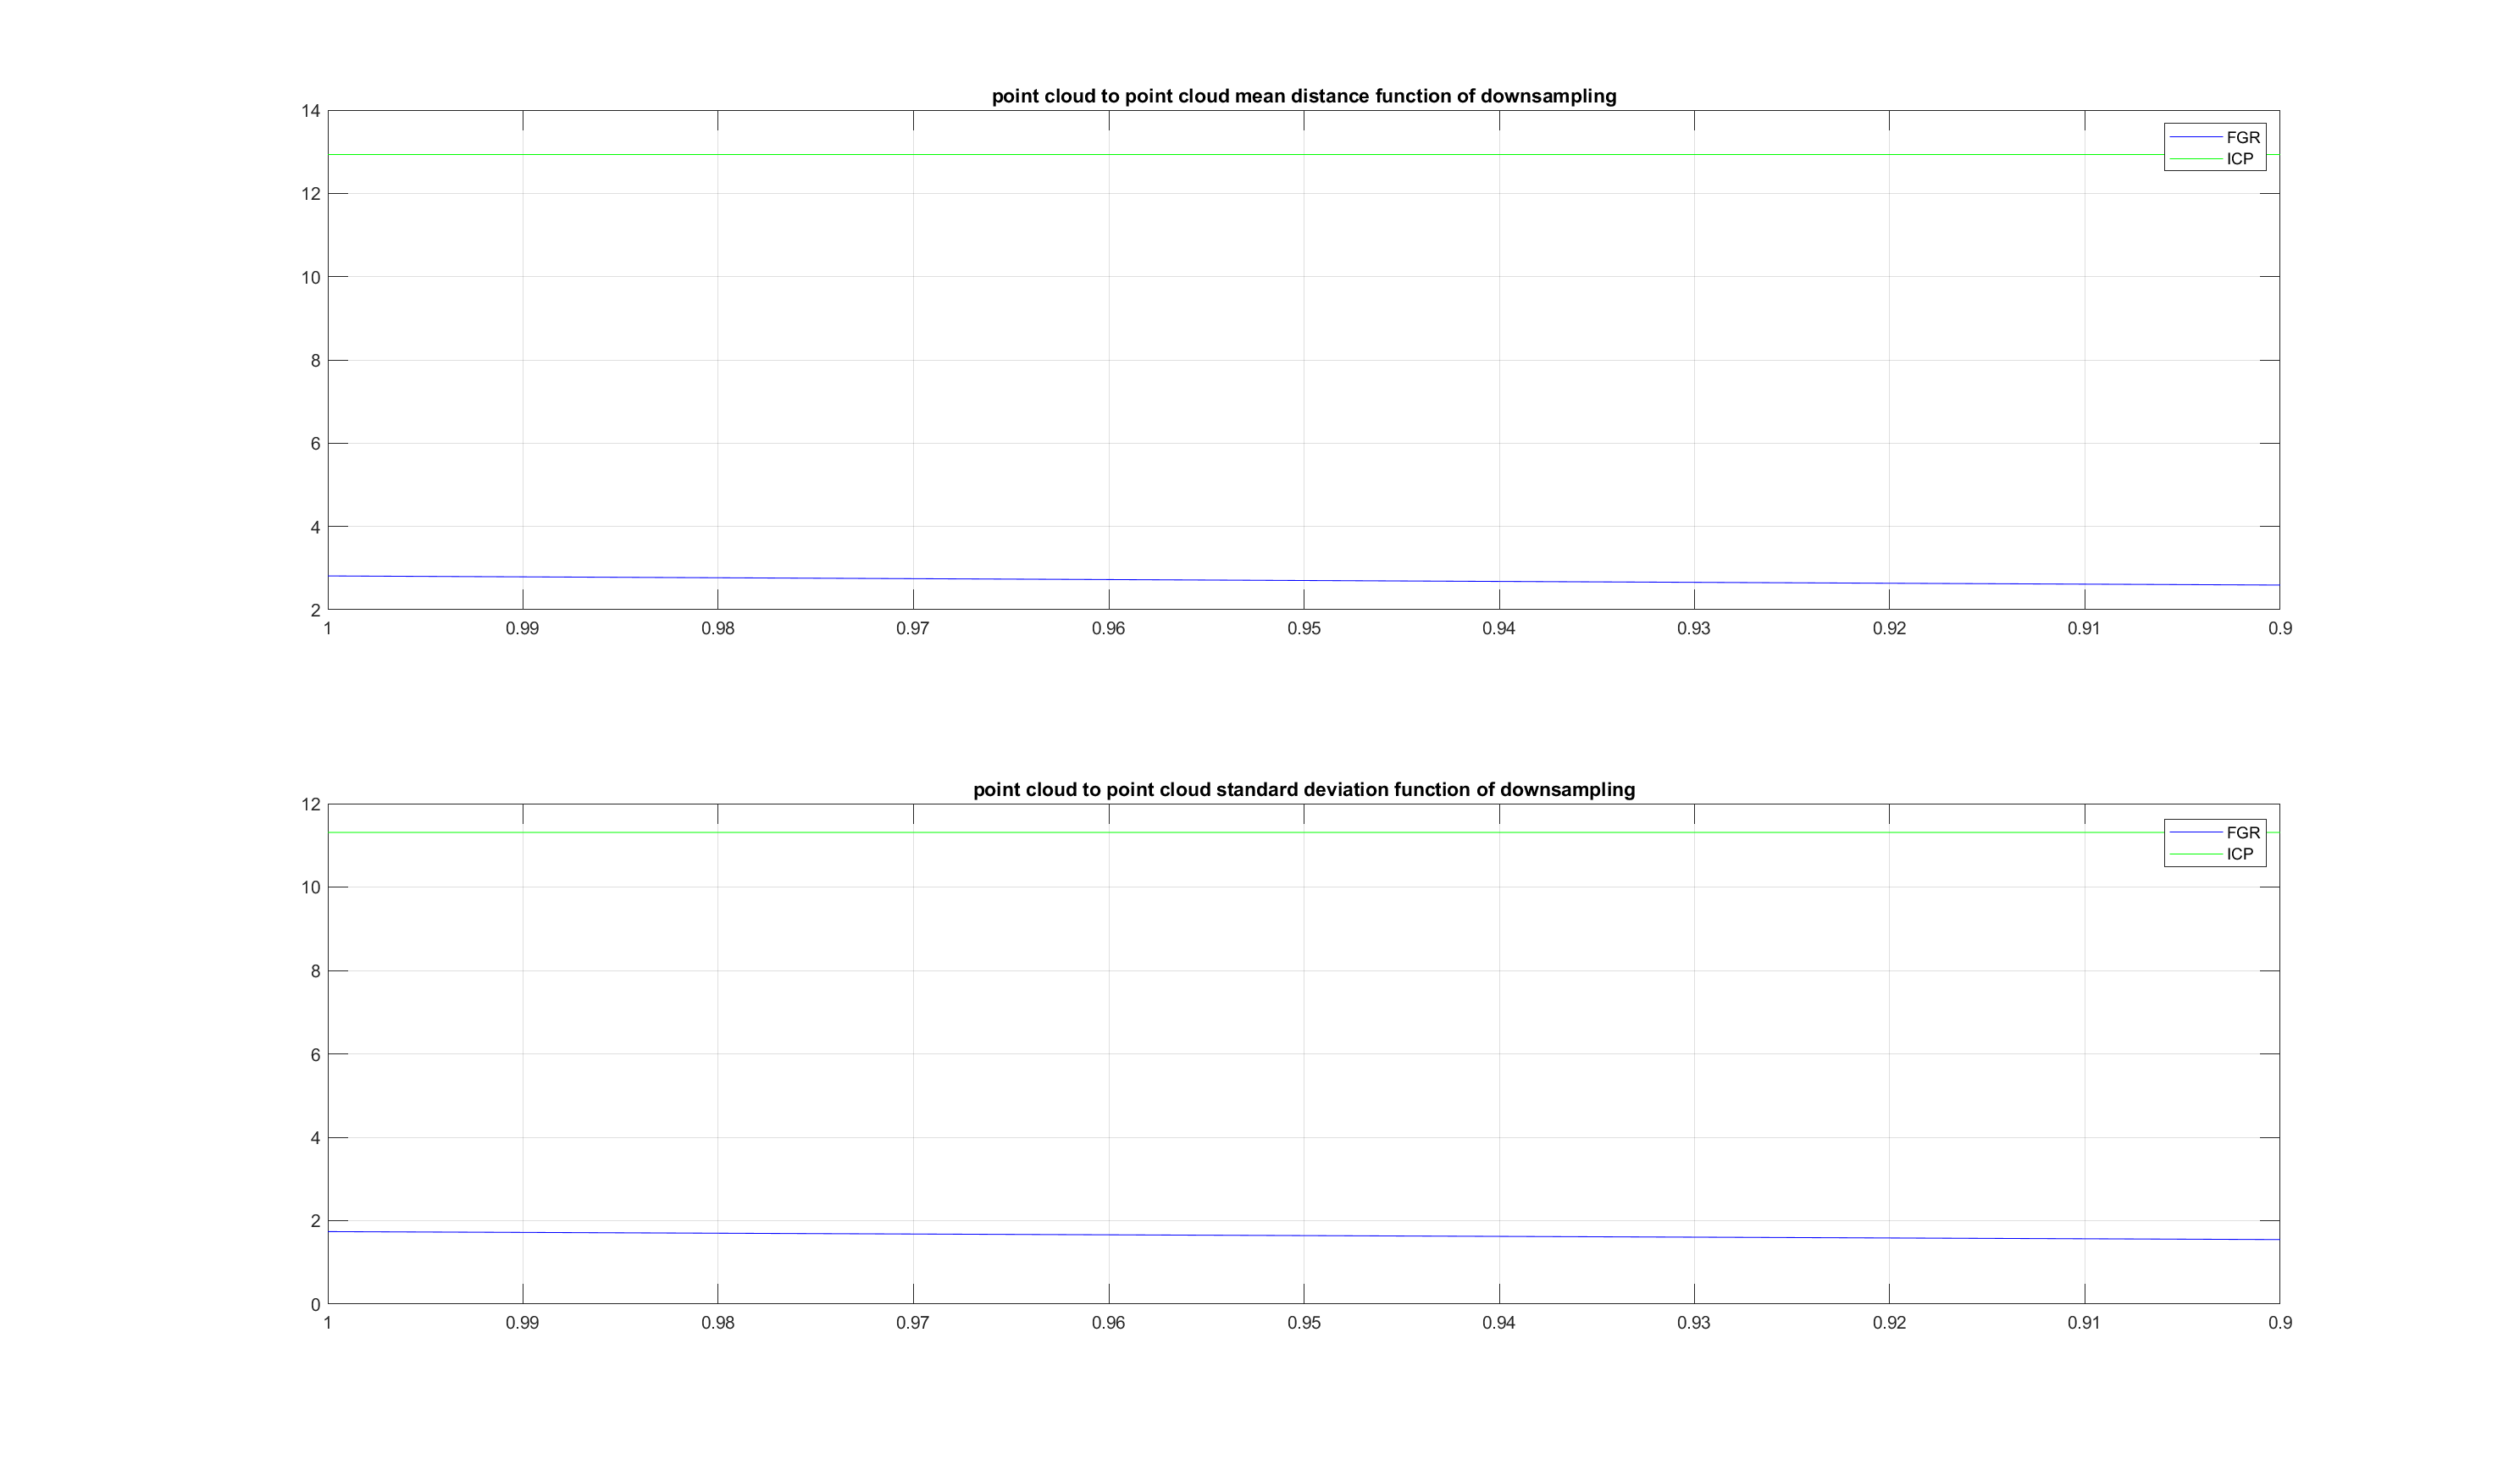 point cloud to point cloud mean distance function of downsampling
14
12
10
8
6
4
2
FGR
ICP
1 0.99 0.98 0.97 0.96 0.95 0.94 0.93 0.92 0.91 0.9
point cloud to point cloud standard deviation function of downsampling
12
10
8
6
4
2
0
FGR
ICP
1 0.99 0.98 0.97 0.96 0.95 0.94 0.93 0.92 0.91 0.9